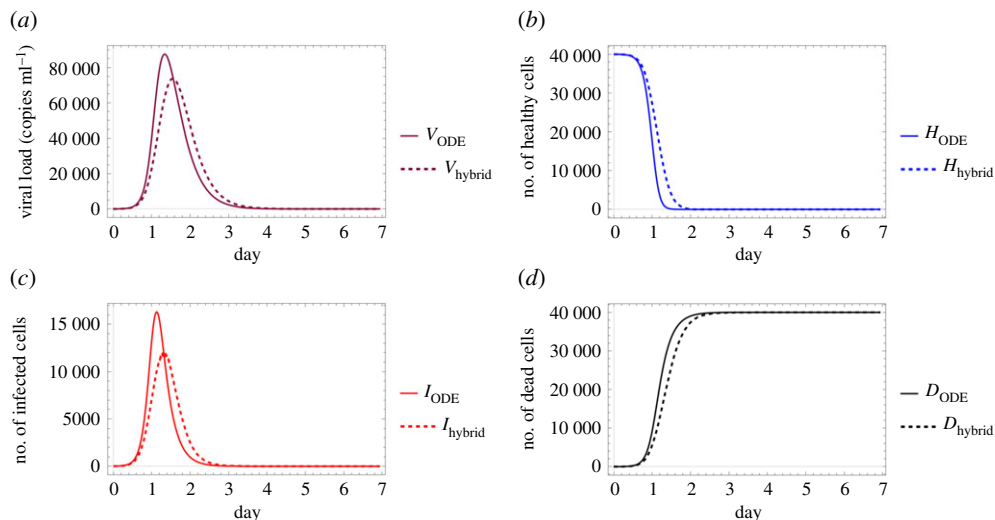 (a)
viral load (copies ml⁻¹)
80 000
60 000
40 000
20 000
0
0 1 2 3 4 5 6 7
day
V_ODE
V_hybrid
(b)
no. of healthy cells
40 000
30 000
20 000
10 000
0
0 1 2 3 4 5 6 7
day
H_ODE
H_hybrid
(c)
no. of infected cells
15 000
10 000
5000
0
0 1 2 3 4 5 6 7
day
I_ODE
I_hybrid
(d)
no. of dead cells
40 000
30 000
20 000
10 000
0
0 1 2 3 4 5 6 7
day
D_ODE
D_hybrid